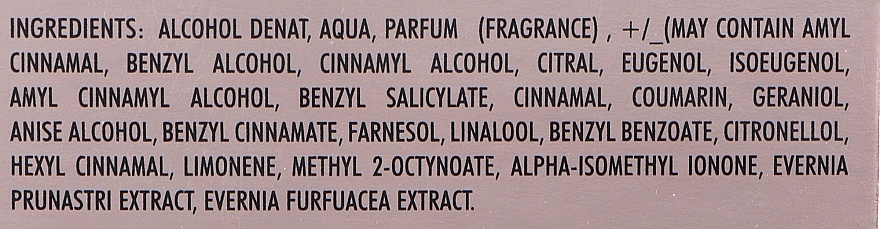 INGREDIENTS: ALCOHOL DENAT, AQUA, PARFUM (FRAGRANCE) , +/_(MAY CONTAIN AMYL
CINNAMAL, BENZYL ALCOHOL, CINNAMYL ALCOHOL, CITRAL, EUGENOL, ISOEUGENOL,
AMYL CINNAMYL ALCOHOL, BENZYL SALICYLATE, CINNAMAL, COUMARIN, GERANIOL,
ANISE ALCOHOL, BENZYL CINNAMATE, FARNESOL, LINALOOL, BENZYL BENZOATE, CITRONELLOL,
HEXYL CINNAMAL, LIMONENE, METHYL 2-OCTYNOATE, ALPHA-ISOMETHYL IONONE, EVERNIA
PRUNASTRI EXTRACT, EVERNIA FURFUACEA EXTRACT.